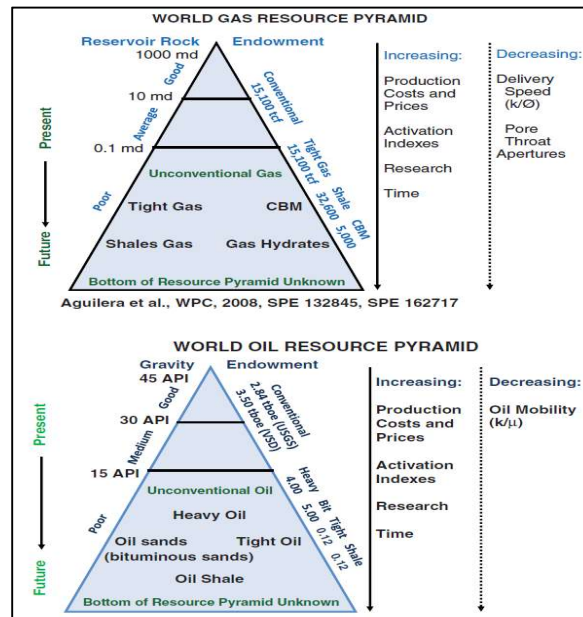 WORLD GAS RESOURCE PYRAMID
Reservoir Rock
Endowment
1000 md
Good
10 md
Average
0.1 md
Poor
Present
Future
Conventional
15,100 tcf
Tight Gas Shale CBM
15,100 tcf 32,600 5,000
Unconventional Gas
Tight Gas
CBM
Shales Gas
Gas Hydrates
Bottom of Resource Pyramid Unknown
Increasing:
Production
Costs and
Prices
Activation
Indexes
Research
Time
Decreasing:
Delivery
Speed
(k/Ø)
Pore
Throat
Apertures
Aguilera et al., WPC, 2008, SPE 132845, SPE 162717
WORLD OIL RESOURCE PYRAMID
Gravity
Endowment
45 API
Good
30 API
Medium
15 API
Poor
Present
Future
Conventional
2.84 tboe (USGS)
3.50 tboe (VSD)
Heavy Bit Tight Shale
4.00 5.00 0.12 0.12
Unconventional Oil
Heavy Oil
Oil sands
(bituminous sands)
Tight Oil
Oil Shale
Bottom of Resource Pyramid Unknown
Increasing:
Production
Costs and Prices
Activation
Indexes
Research
Time
Decreasing:
Oil Mobility
(k/μ)